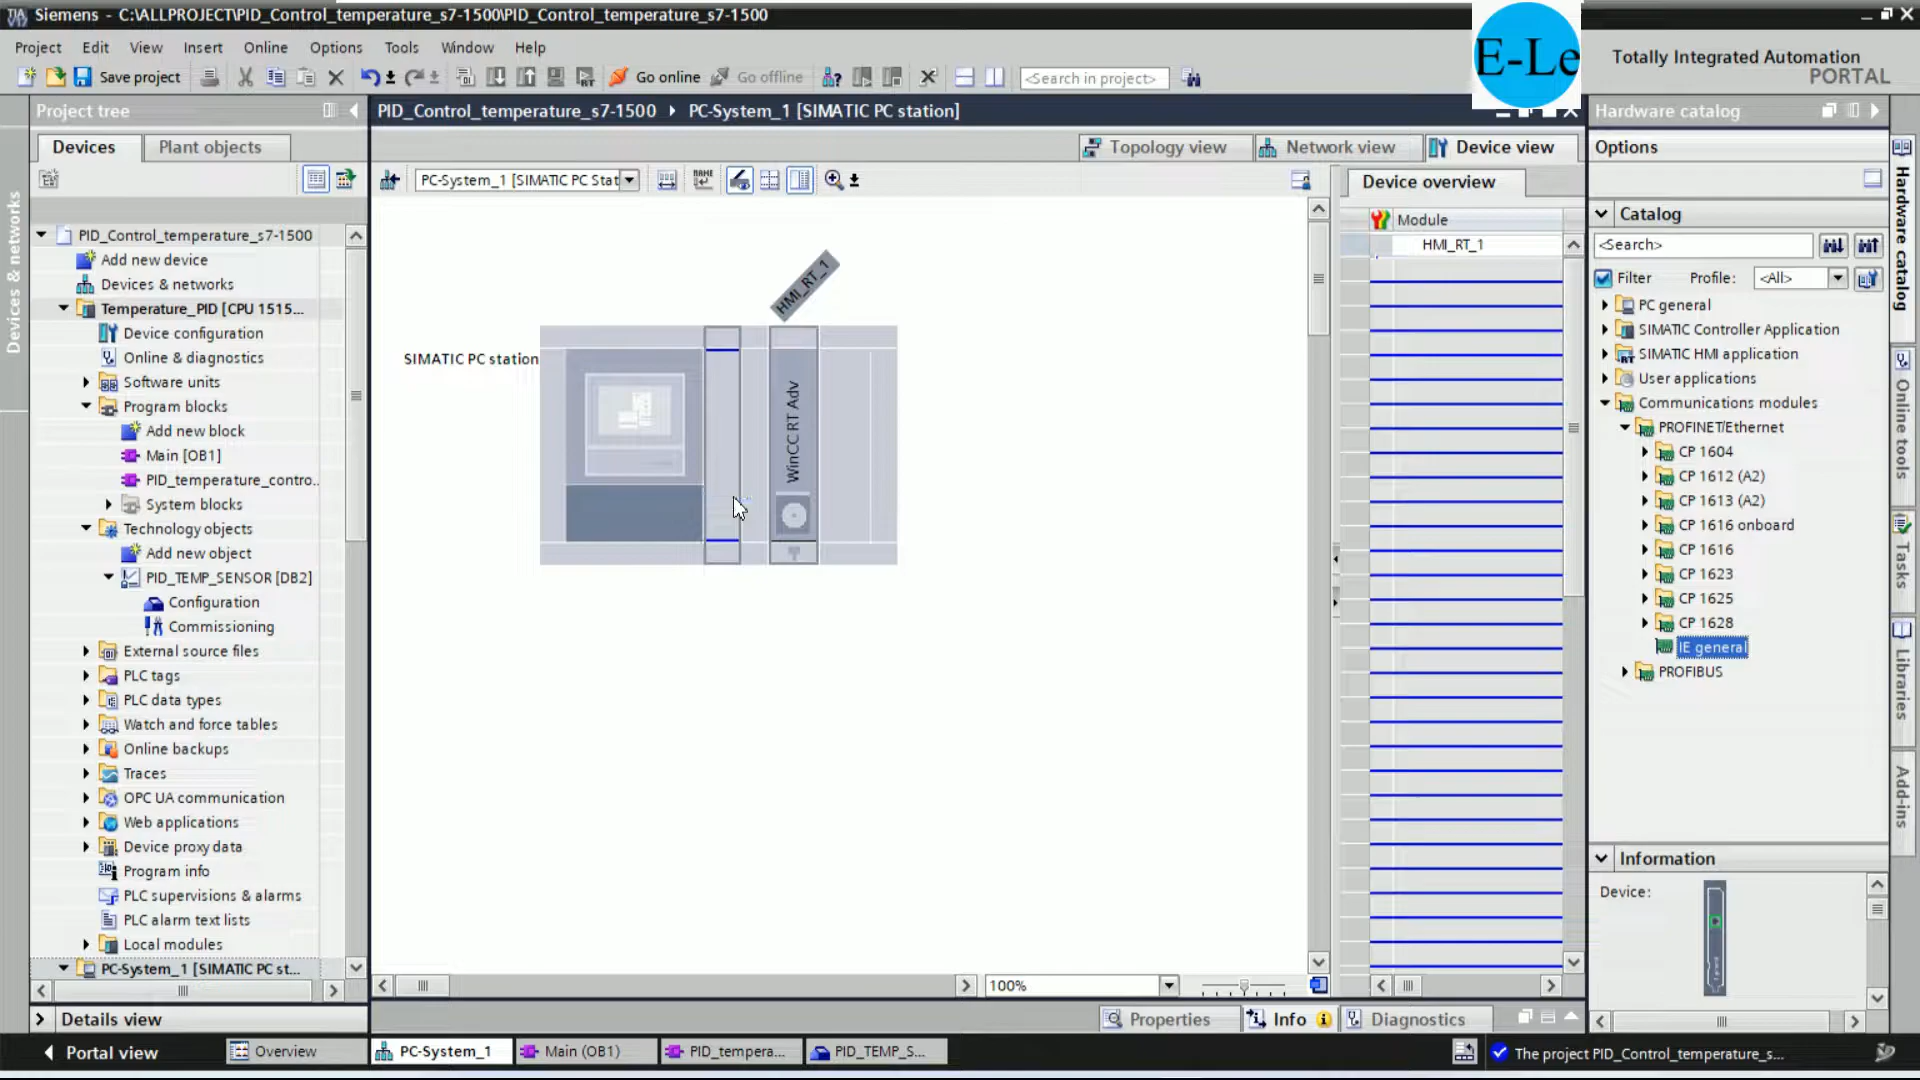 Siemens - C:\ALLPROJECT\PID_Control_temperature_s7-1500\PID_Control_temperature_s7-1500
Project Edit View Insert Online Options Tools Window Help
E-Le
Totally Integrated Automation
PORTAL
Save project
Go online
Go offline
<Search in project>
Project tree
PID_Control_temperature_s7-1500 PC-System_1 [SIMATIC PC station]
Hardware catalog
Devices
Plant objects
Topology view
Network view
Device view
Options
PC-System_1 [SIMATIC PC Stat
Device overview
Module
HMI_RT_1
Devices & networks
PID_Control_temperature_s7-1500
Add new device
Devices & networks
Temperature_PID [CPU 1515...
Device configuration
Online & diagnostics
Software units
Program blocks
Add new block
Main [OB1]
PID_temperature_contro..
System blocks
Technology objects
Add new object
PID_TEMP_SENSOR [DB2]
Configuration
Commissioning
External source files
PLC tags
PLC data types
Watch and force tables
Online backups
Traces
OPC UA communication
Web applications
Device proxy data
Program info
PLC supervisions & alarms
PLC alarm text lists
Local modules
PC-System_1 [SIMATIC PC st...
Details view
HMI_RT_1
SIMATIC PC station
WinCC RT Adv
100%
Catalog
<Search>
Filter Profile: <All>
PC general
SIMATIC Controller Application
SIMATIC HMI application
User applications
Communications modules
PROFINET/Ethernet
CP 1604
CP 1612 (A2)
CP 1613 (A2)
CP 1616 onboard
CP 1616
CP 1623
CP 1625
CP 1628
IE general
PROFIBUS
Information
Device:
Hardware catalog
Online tools
Tasks
Libraries
Add-ins
Properties
Info
Diagnostics
Portal view
Overview
PC-System_1
Main (OB1)
PID_tempera...
PID_TEMP_S...
The project PID_Control_temperature_s...